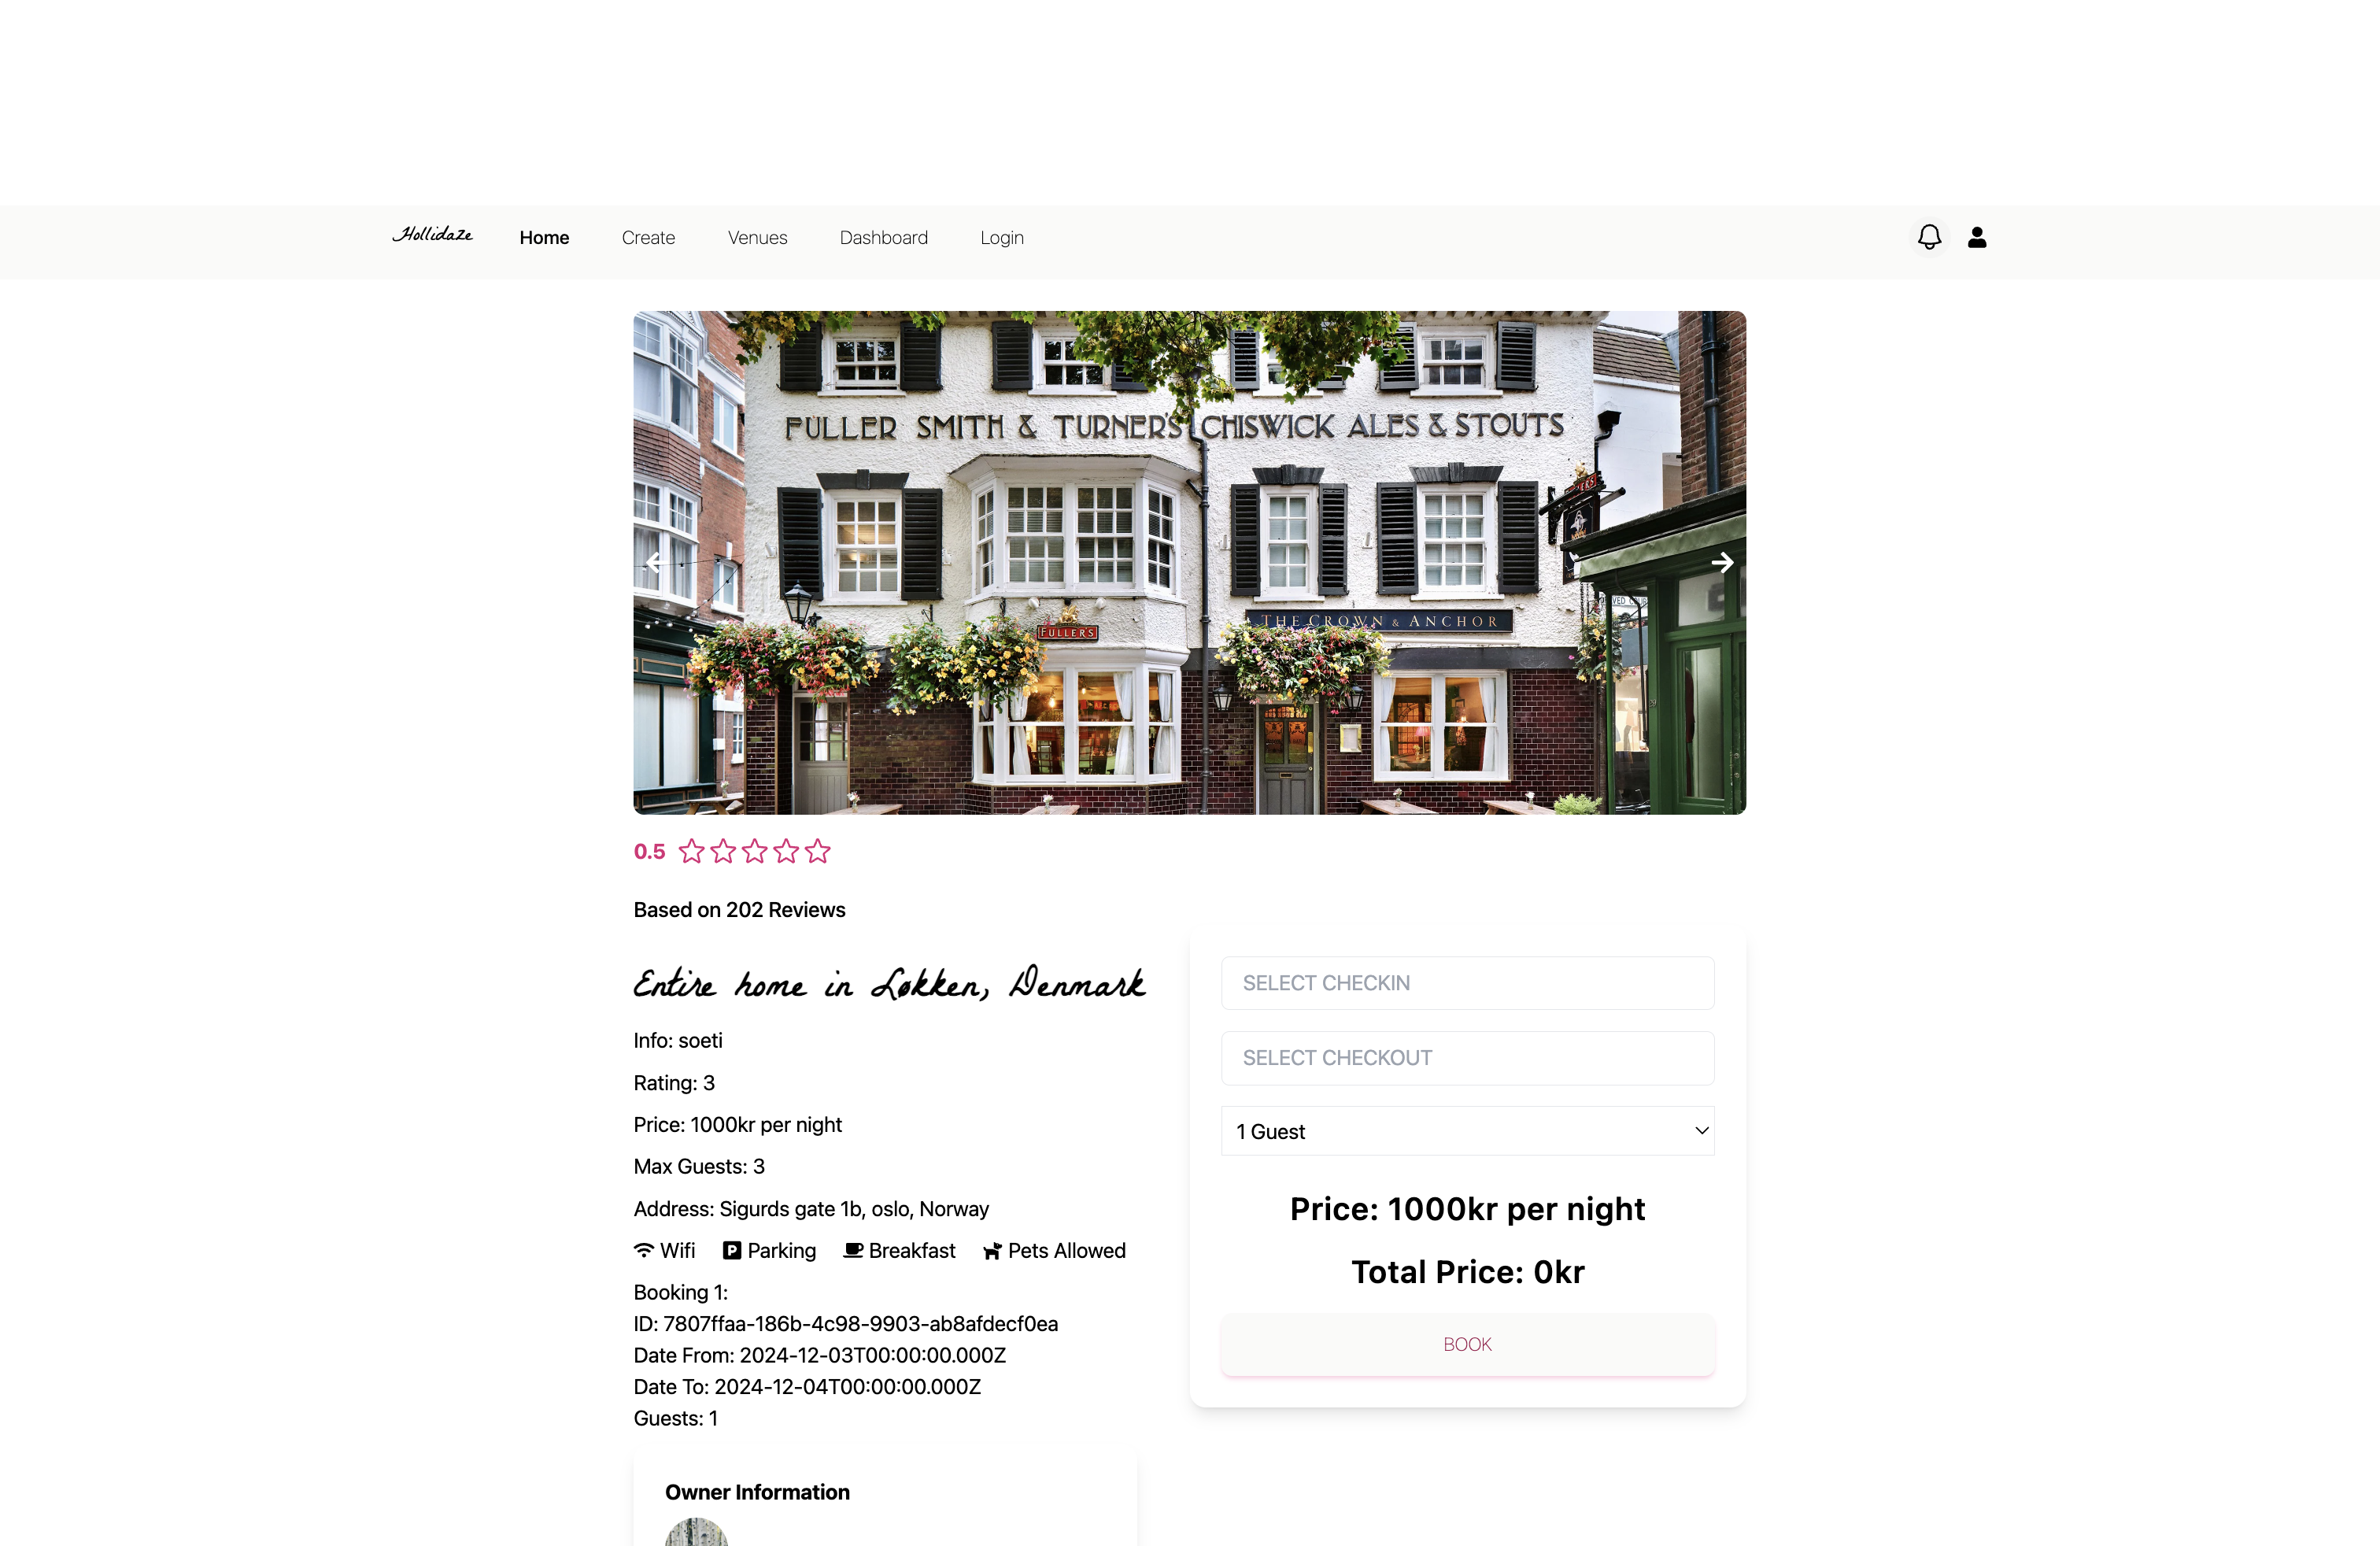 Hollidaze Home Create Venues Dashboard Login
FULLER SMITH & TURNER'S CHISWICK ALES & STOUTS
FULLERS
THE CROWN & ANCHOR
0.5
Based on 202 Reviews
Entire home in Løkken, Denmark
Info: soeti
Rating: 3
Price: 1000kr per night
Max Guests: 3
Address: Sigurds gate 1b, oslo, Norway
Wifi P Parking Breakfast Pets Allowed
Booking 1:
ID: 7807ffaa-186b-4c98-9903-ab8afdecf0ea
Date From: 2024-12-03T00:00:00.000Z
Date To: 2024-12-04T00:00:00.000Z
Guests: 1
Owner Information
SELECT CHECKIN
SELECT CHECKOUT
1 Guest
Price: 1000kr per night
Total Price: 0kr
BOOK